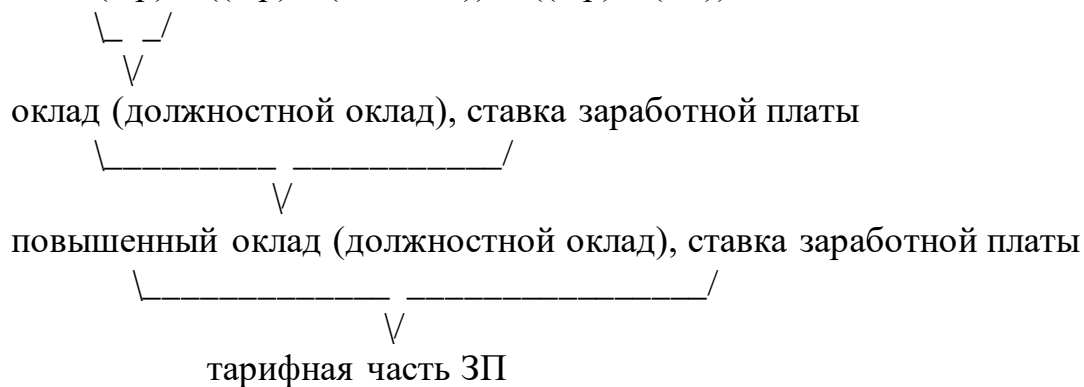 оклад (должностной оклад), ставка заработной платы
повышенный оклад (должностной оклад), ставка заработной платы
тарифная часть ЗП